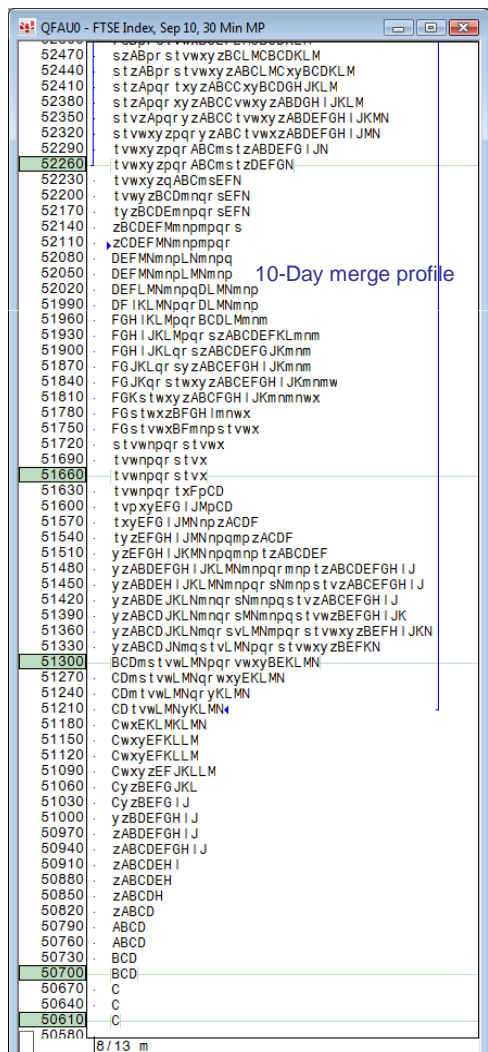 QFAU0 - FTSE Index, Sep 10, 30 Min MP
52470 szABprstvwxyzBCLMCBCDKLM
52440 stzABprstvwxyzABCLMCxyBCDKLM
52410 stzApqrtxyzABCCxyBCDGHJKLM
52380 stzApqrxyzABCCvwxyzABDGHIJKLM
52350 stvzApqryzABCCtvwxyzABDEFGHIJKMN
52320 stvwxyzpqryzABCtvwxzABDEFGHIJMN
52290 tvwxyzpqrABCmstzABDEFGIJN
52260 tvwxyzpqrABCmstzDEFGN
52230 tvwxyzqABCmsEFN
52200 twyzBCDmnqrsEFN
52170 tyzBCDEmnpqrsEFN
52140 zBCDEFMmnpmpqrs
52110 zCDEFMNmnpmpqr
52080 DEFMNmnpLNmnpq
52050 DEFMNmnpLMNmnp 10-Day merge profile
52020 DEFLMNmnpqDLMNmnp
51990 DFIKLMNpqrDLMNmnp
51960 FGHIKLMpqrBCDLMmnm
51930 FGHIJKLMpqrszABCDEFKLmnm
51900 FGHIJKLqrszABCDEFGJKmnm
51870 FGJKLqrsyzABCEFGHIJKmnm
51840 FGJKqrstwxyzABCEFGHIJKmnmw
51810 FGKstwxyzABCFGHIJKmnmnwx
51780 FGstwxzBFGHImnwx
51750 FGstvwxBFmnpstvwx
51720 stvwnpqrstvwx
51690 tvwnpqrstvx
51660 tvwnpqrstvx
51630 tvwnpqrtxFpCD
51600 tvpxyEFGIJMpCD
51570 txyEFGIJMNnpzACDF
51540 tyzEFGHIJMNnpqmpzACDF
51510 yzEFGHIJKMNnpqmnptzABCDEF
51480 yzABDEFGHIJKLMNmnpqrmnptzABCDEFGHIJ
51450 yzABDEHIJKLMNmnpqrsNmnpstvzABCEFGHIJ
51420 yzABDEJKLNmnqrsNmnpqstvzABCEFGHIJ
51390 yzABCDJKLNmnqrsMNmnpqstvwzBEFGHIJK
51360 yzABCDJKLNmqrsvLMNmpqrstvwxyzBEFHIJKN
51330 yzABCDJNmqstvLMNpqrstvwxyzBEFKN
51300 BCDmstvwLMNpqrvwxyBEKLMN
51270 CDmstvwLMNqrwxyEKLMN
51240 CDmtvwLMNqryKLMN
51210 CDtvwLMNyKLMN
51180 CwxEKLMKLMN
51150 CwxyEFKLLM
51120 CwxyEFKLLM
51090 CwxyzEFJKLLM
51060 CyzBEFGJKL
51030 CyzBEFGIJ
51000 yzBDEFGHIJ
50970 zABDEFGHIJ
50940 zABCDEFGHIJ
50910 zABCDEHI
50880 zABCDEH
50850 zABCDH
50820 zABCD
50790 ABCD
50760 ABCD
50730 BCD
50700 BCD
50670 C
50640 C
50610 C
50580
8/13 m